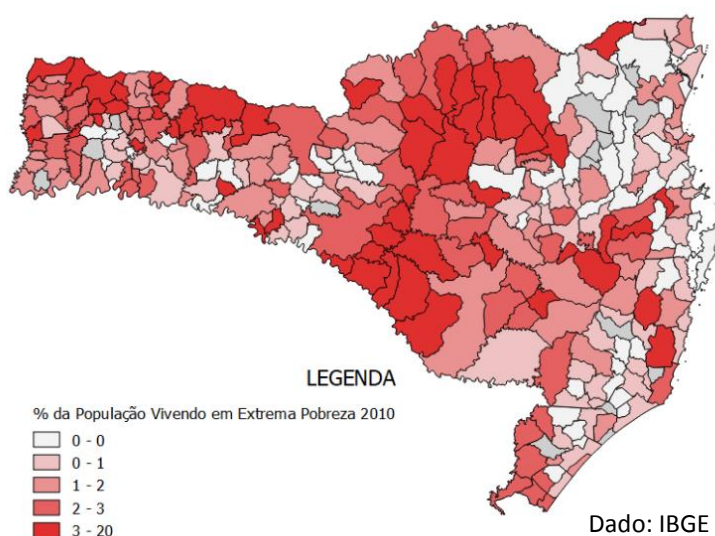 LEGENDA
% da População Vivendo em Extrema Pobreza 2010
0 - 0
0 - 1
1 - 2
2 - 3
3 - 20
Dado: IBGE